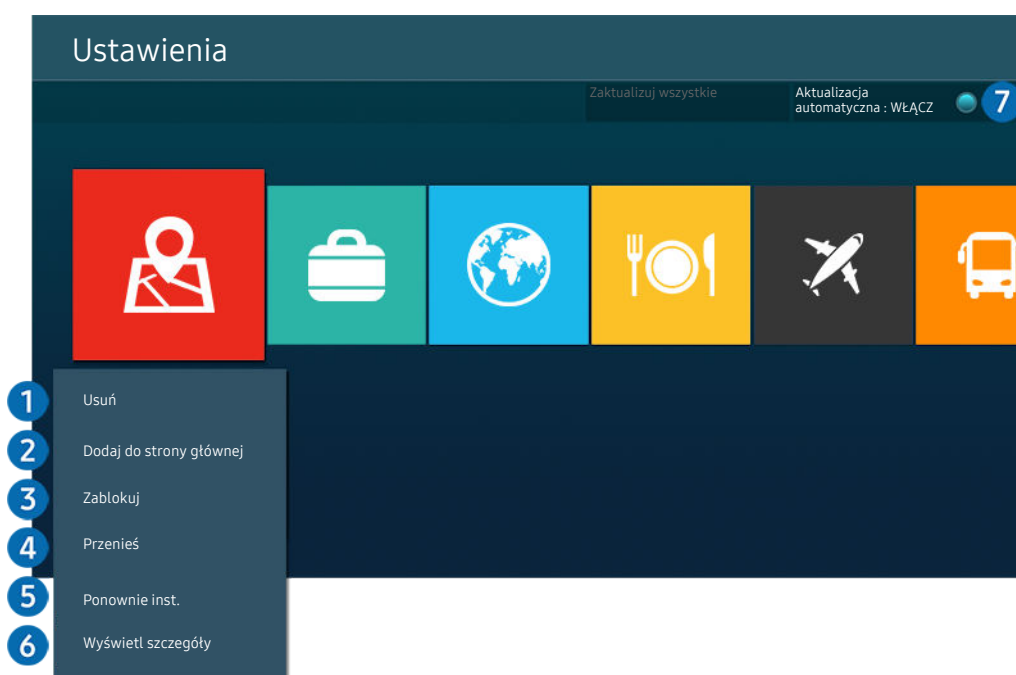 Ustawienia
Zaktualizuj wszystkie
Aktualizacja
automatyczna : WŁĄCZ
7
1 Usuń
2 Dodaj do strony głównej
3 Zablokuj
4 Przenieś
5 Ponownie inst.
6 Wyświetl szczegóły